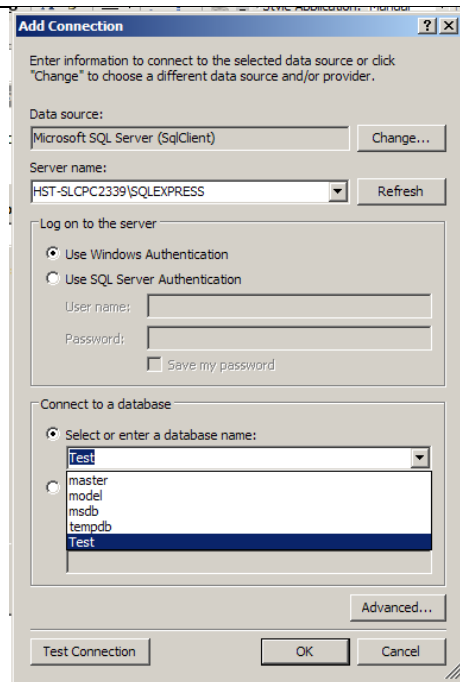 Style Application: Manual
Add Connection
Enter information to connect to the selected data source or click
"Change" to choose a different data source and/or provider.
Data source:
Microsoft SQL Server (SqlClient)
Change...
Server name:
HST-SLCPC2339\SQLEXPRESS
Refresh
Log on to the server
Use Windows Authentication
Use SQL Server Authentication
User name:
Password:
Save my password
Connect to a database
Select or enter a database name:
Test
master
model
msdb
tempdb
Test
Advanced...
Test Connection
OK
Cancel